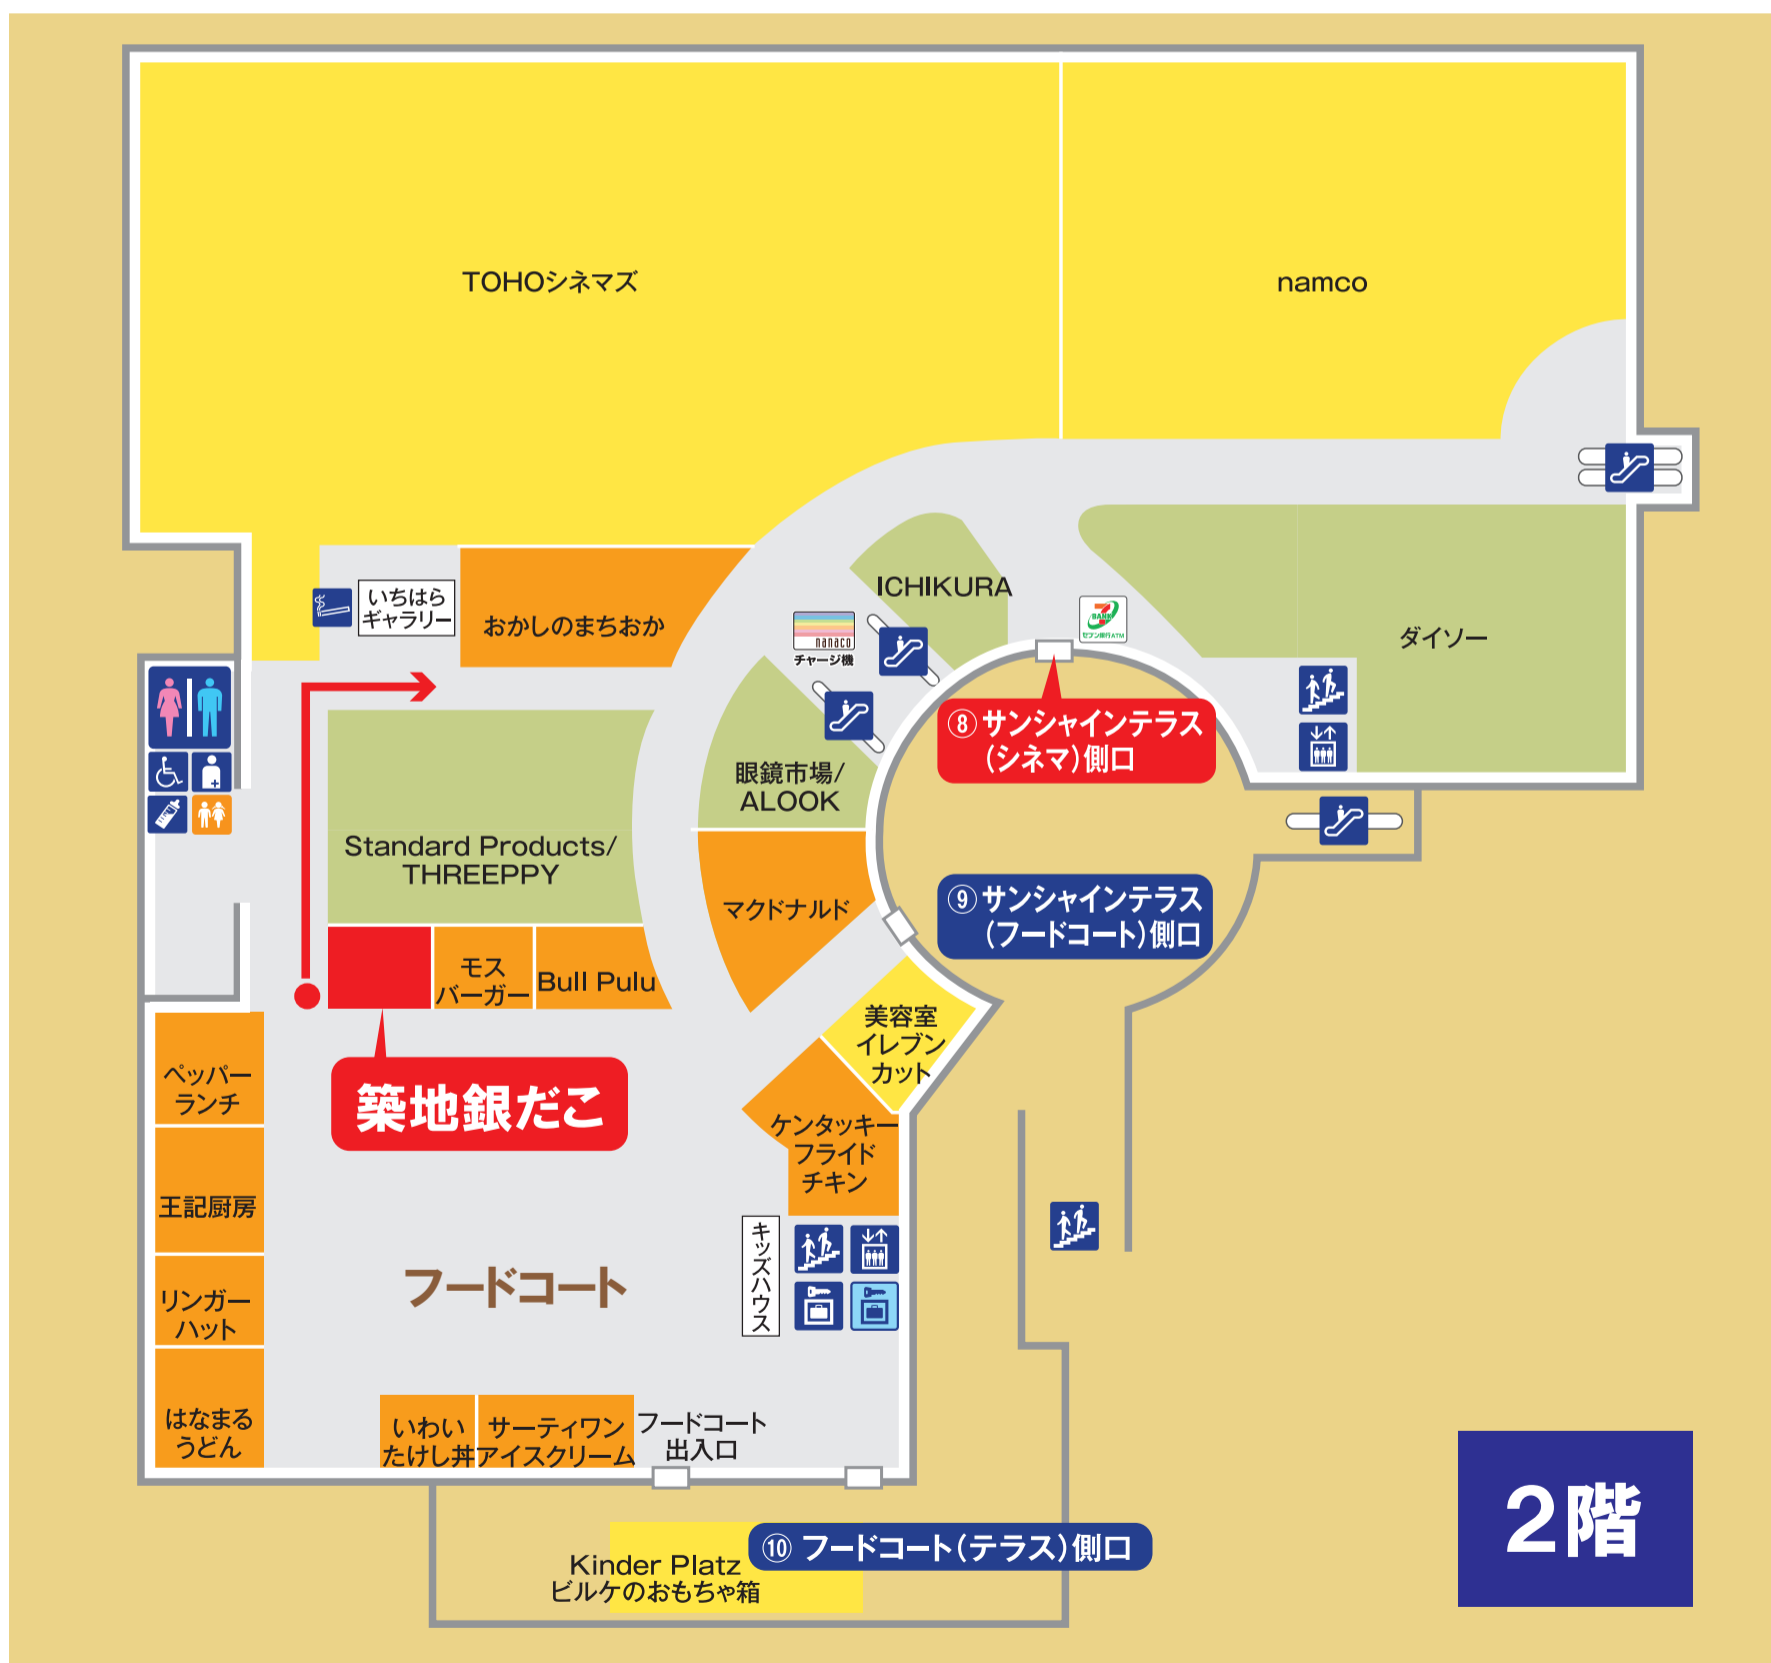 TOHOシネマズ
namco
いちはら
ギャラリー
おかしのまちおか
ICHIKURA
nanaco
チャージ機
7
BANK
セブン銀行ATM
ダイソー
⑧ サンシャインテラス
(シネマ)側口
眼鏡市場/
ALOOK
Standard Products/
THREEPPY
マクドナルド
⑨ サンシャインテラス
(フードコート)側口
モス
バーガー
Bull Pulu
美容室
イレブン
カット
ペッパー
ランチ
築地銀だこ
ケンタッキー
フライド
チキン
王記厨房
キッズハウス
フードコート
リンガー
ハット
はなまる
うどん
いわい
たけし丼
サーティワン
アイスクリーム
フードコート
出入口
2階
⑩ フードコート(テラス)側口
Kinder Platz
ビルケのおもちゃ箱